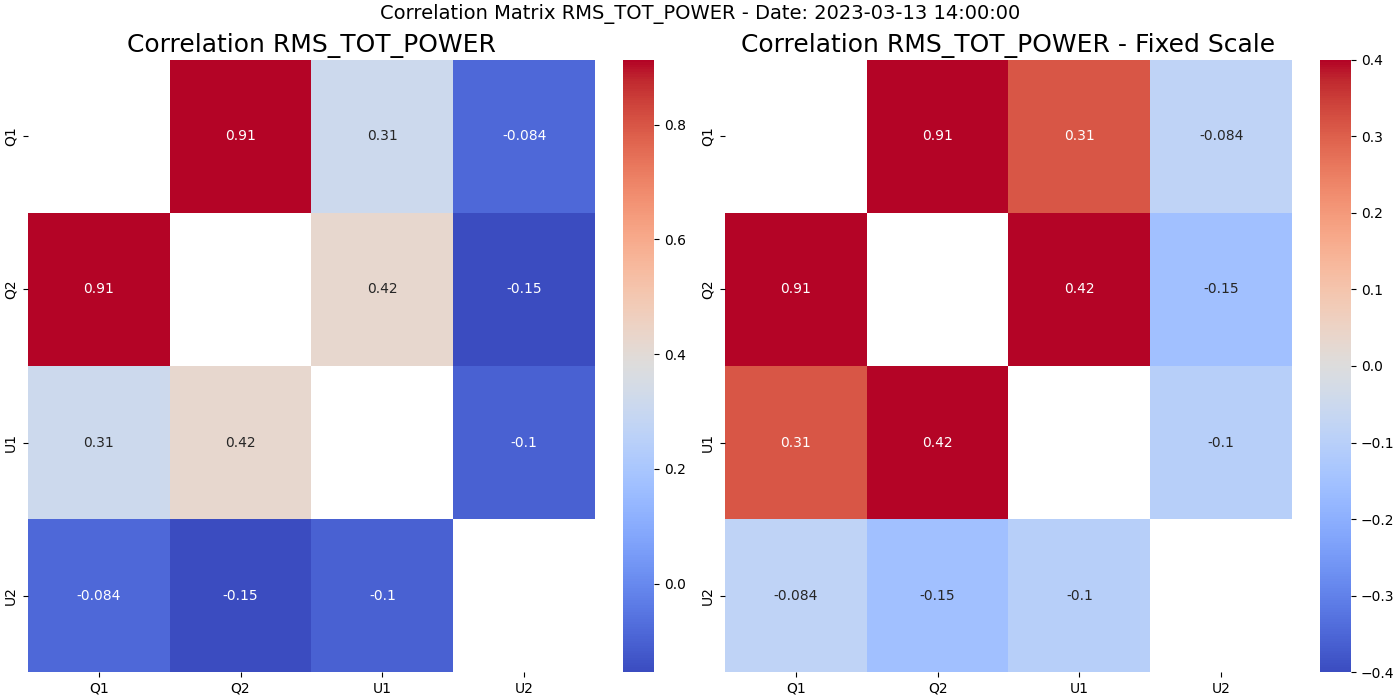 Correlation Matrix RMS_TOT_POWER - Date: 2023-03-13 14:00:00
Correlation RMS_TOT_POWER
Q1
0.91
0.31
-0.084
Q2
0.91
0.42
-0.15
U1
0.31
0.42
-0.1
U2
-0.084
-0.15
-0.1
Q1
Q2
U1
U2
0.8
0.6
0.4
0.2
0.0
Correlation RMS_TOT_POWER - Fixed Scale
Q1
0.91
0.31
-0.084
Q2
0.91
0.42
-0.15
U1
0.31
0.42
-0.1
U2
-0.084
-0.15
-0.1
Q1
Q2
U1
U2
0.4
0.3
0.2
0.1
0.0
−0.1
−0.2
−0.3
−0.4